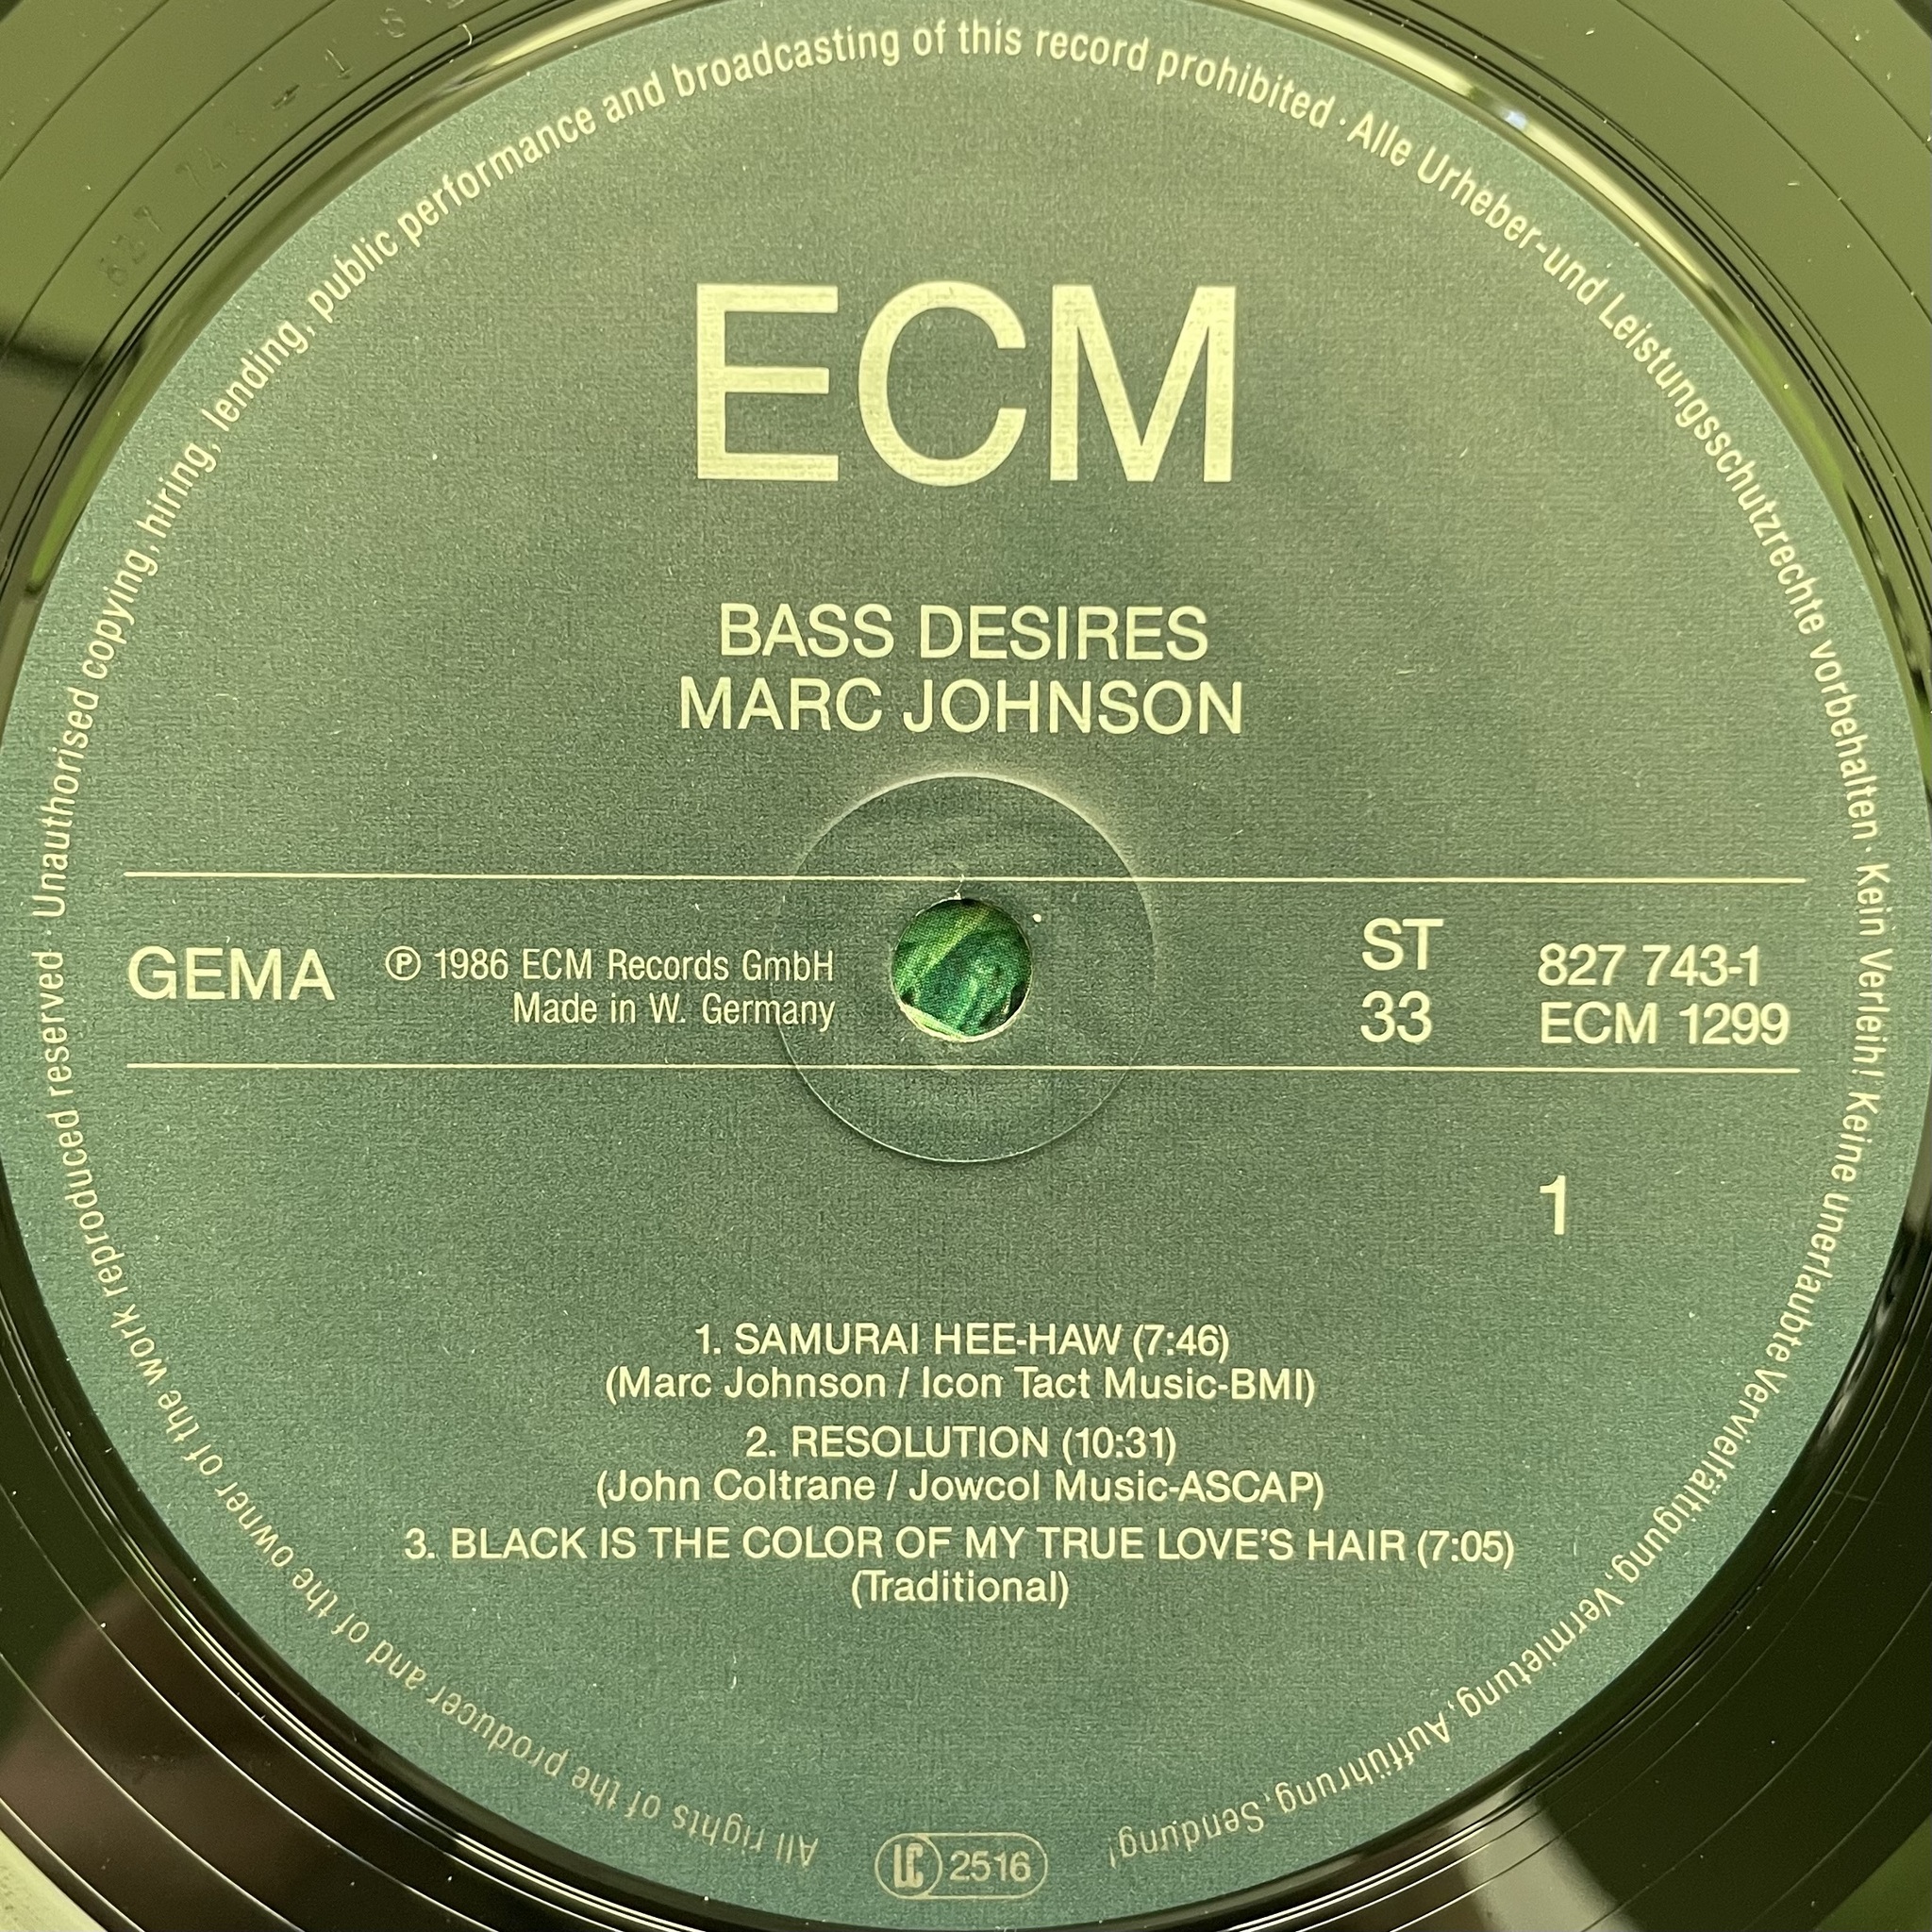 All rights of the producer and of the owner of the work reproduced reserved · Unauthorised copying, hiring, lending, public performance and broadcasting of this record prohibited · Alle Urheber-und Leistungsschutzrechte vorbehalten · Kein Verleih! Keine unerlaubte Vervielfältigung, Vermietung, Aufführung, Sendung!
ECM
BASS DESIRES
MARC JOHNSON
GEMA
℗ 1986 ECM Records GmbH
Made in W. Germany
ST
33
827 743-1
ECM 1299
1
1. SAMURAI HEE-HAW (7:46)
(Marc Johnson / Icon Tact Music-BMI)
2. RESOLUTION (10:31)
(John Coltrane / Jowcol Music-ASCAP)
3. BLACK IS THE COLOR OF MY TRUE LOVE'S HAIR (7:05)
(Traditional)
LC 2516